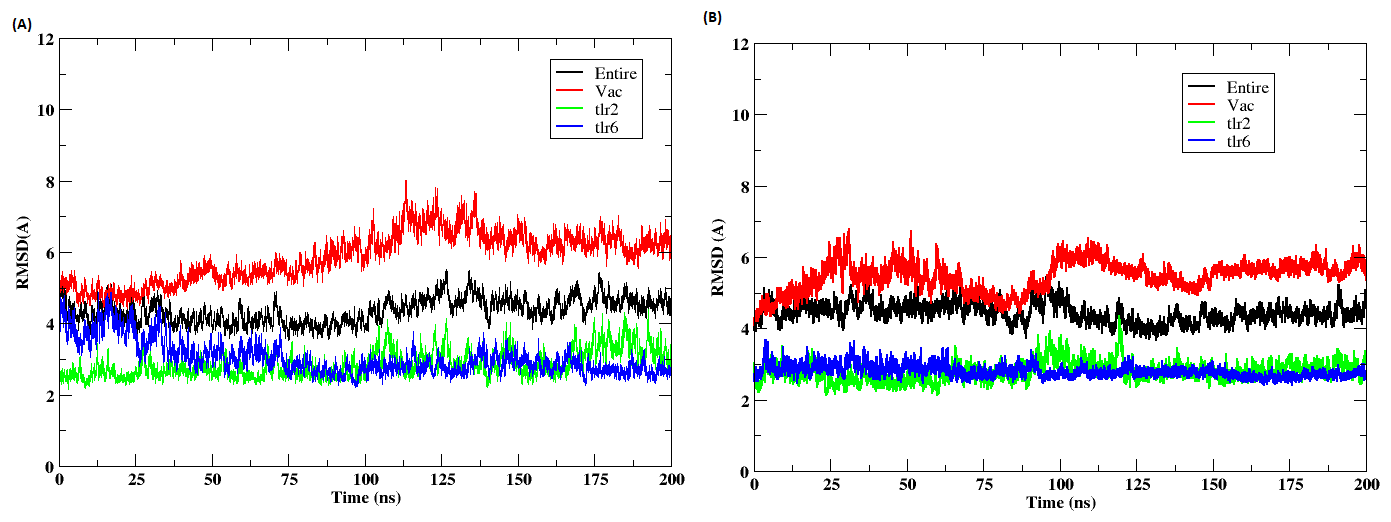 (A)
12
10
8
6
4
2
0
RMSD(A)
Entire
Vac
tlr2
tlr6
0 25 50 75 100 125 150 175 200
Time (ns)
(B)
12
10
8
6
4
2
0
RMSD (A)
Entire
Vac
tlr2
tlr6
0 25 50 75 100 125 150 175 200
Time (ns)